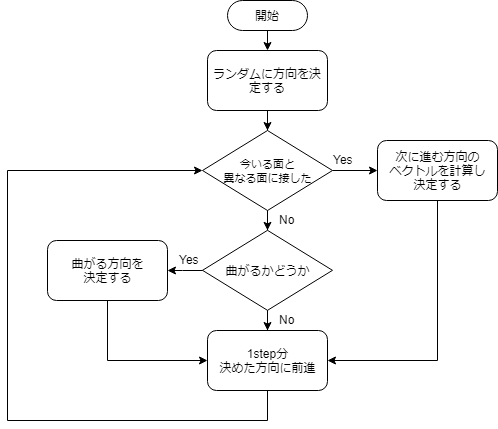 開始
ランダムに方向を決
定する
今いる面と
異なる面に接した
Yes
次に進む方向の
ベクトルを計算し
決定する
No
曲がるかどうか
Yes
曲がる方向を
決定する
No
1step分
決めた方向に前進